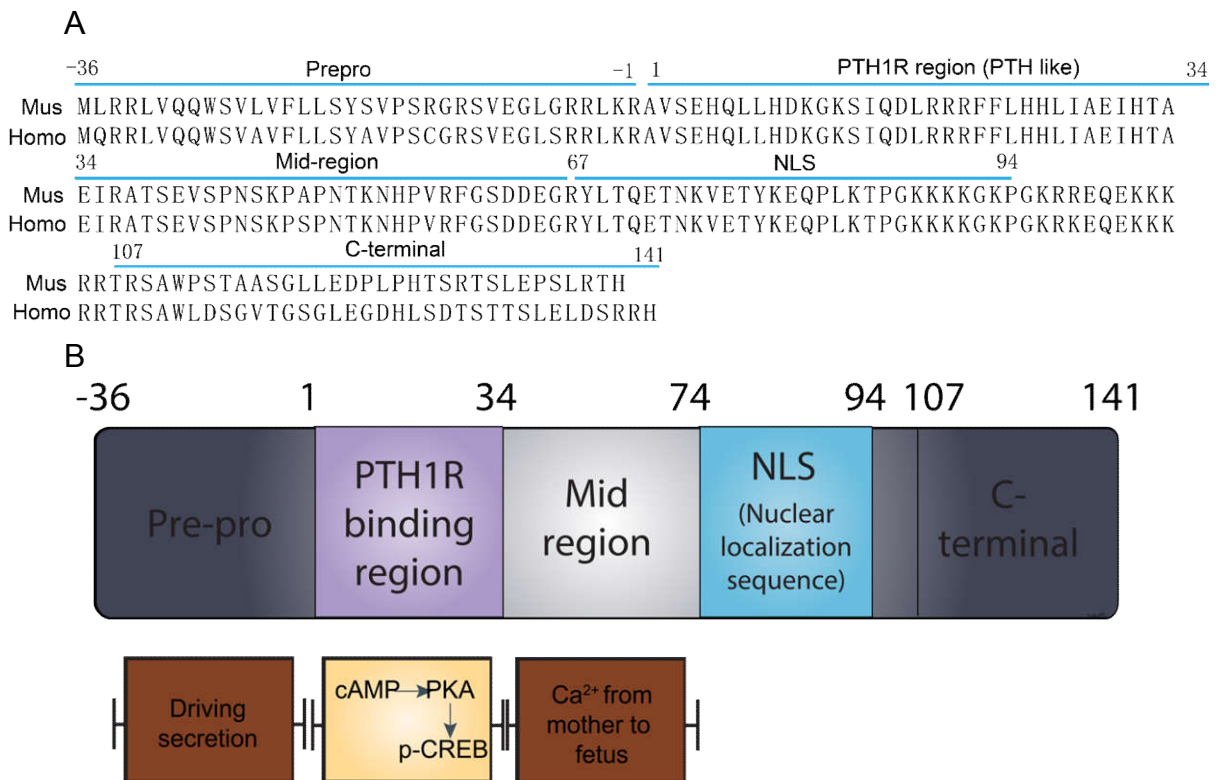 A
-36 Prepro -1 1 PTH1R region (PTH like) 34
Mus MLRRLVQQWSVLVFLLSYSVPSRGRSVEGLGRRLKRAVSEHQLLHDKGKSIQDLRRRFFLHHLIAEIHTA
Homo MQRRLVQQWSVAVFLLSYAVPSCGRSVEGLSRRLKRAVSEHQLLHDKGKSIQDLRRRFFLHHLIAEIHTA
34 Mid-region 67 NLS 94
Mus EIRATSEVSPNSKPAPNTKNHPVRFGSDDEGRYLTQETNKVETYKEQPLKTPGKKKKGKPGKRREQEKKK
Homo EIRATSEVSPNSKPSPNTKNHPVRFGSDDEGRYLTQETNKVETYKEQPLKTPGKKKKGKPGKRREQEKKK
107 C-terminal 141
Mus RRTRSAWPSTAASGLLEDPLPHTSRTSLEPSLRTH
Homo RRTRSAWLDSGVTGSGLEGDHLSDTSTTSLELDSRRH
B
-36 1 34 74 94 107 141
Pre-pro
PTH1R
binding
region
Mid
region
NLS
(Nuclear
localization
sequence)
C-
terminal
Driving
secretion
cAMP PKA
p-CREB
Ca²⁺ from
mother to
fetus